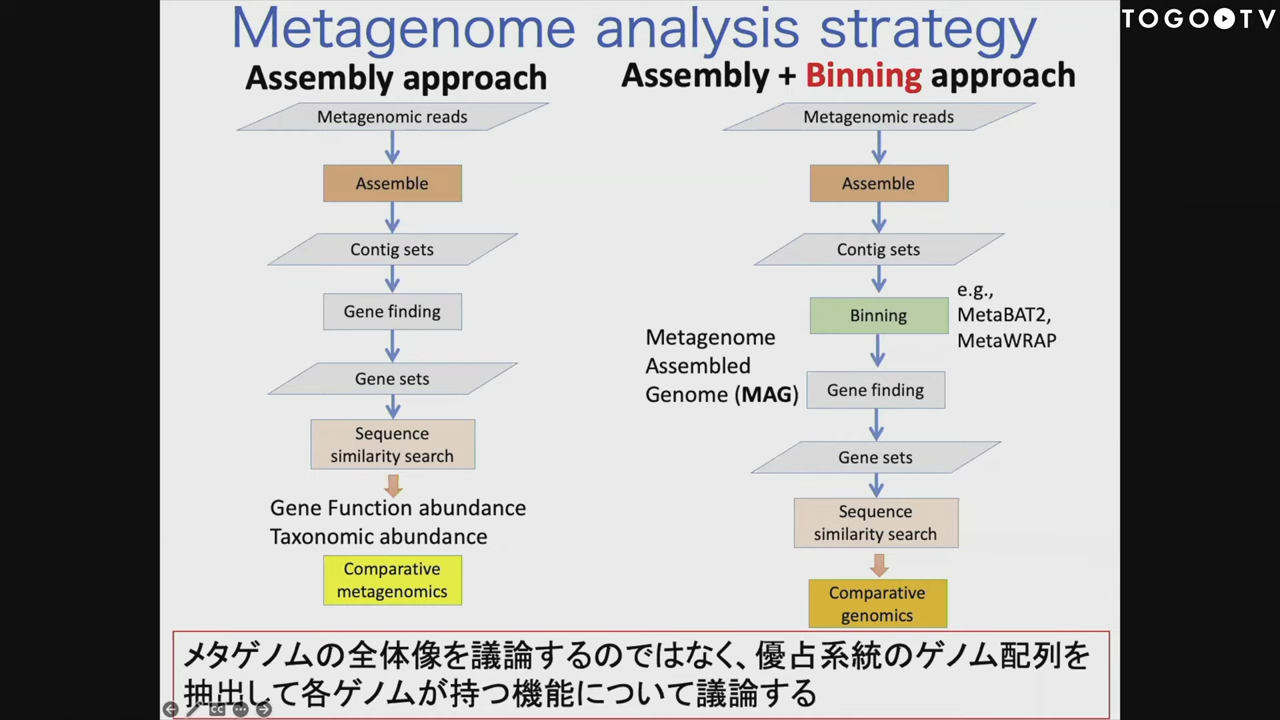 Metagenome analysis strategy
TOGO TV
Assembly approach
Metagenomic reads
Assemble
Contig sets
Gene finding
Gene sets
Sequence
similarity search
Gene Function abundance
Taxonomic abundance
Comparative
metagenomics
Assembly + Binning approach
Metagenomic reads
Assemble
Contig sets
Binning
e.g.,
MetaBAT2,
MetaWRAP
Metagenome
Assembled
Genome (MAG)
Gene finding
Gene sets
Sequence
similarity search
Comparative
genomics
メタゲノムの全体像を議論するのではなく、優占系統のゲノム配列を
抽出して各ゲノムが持つ機能について議論する
CC